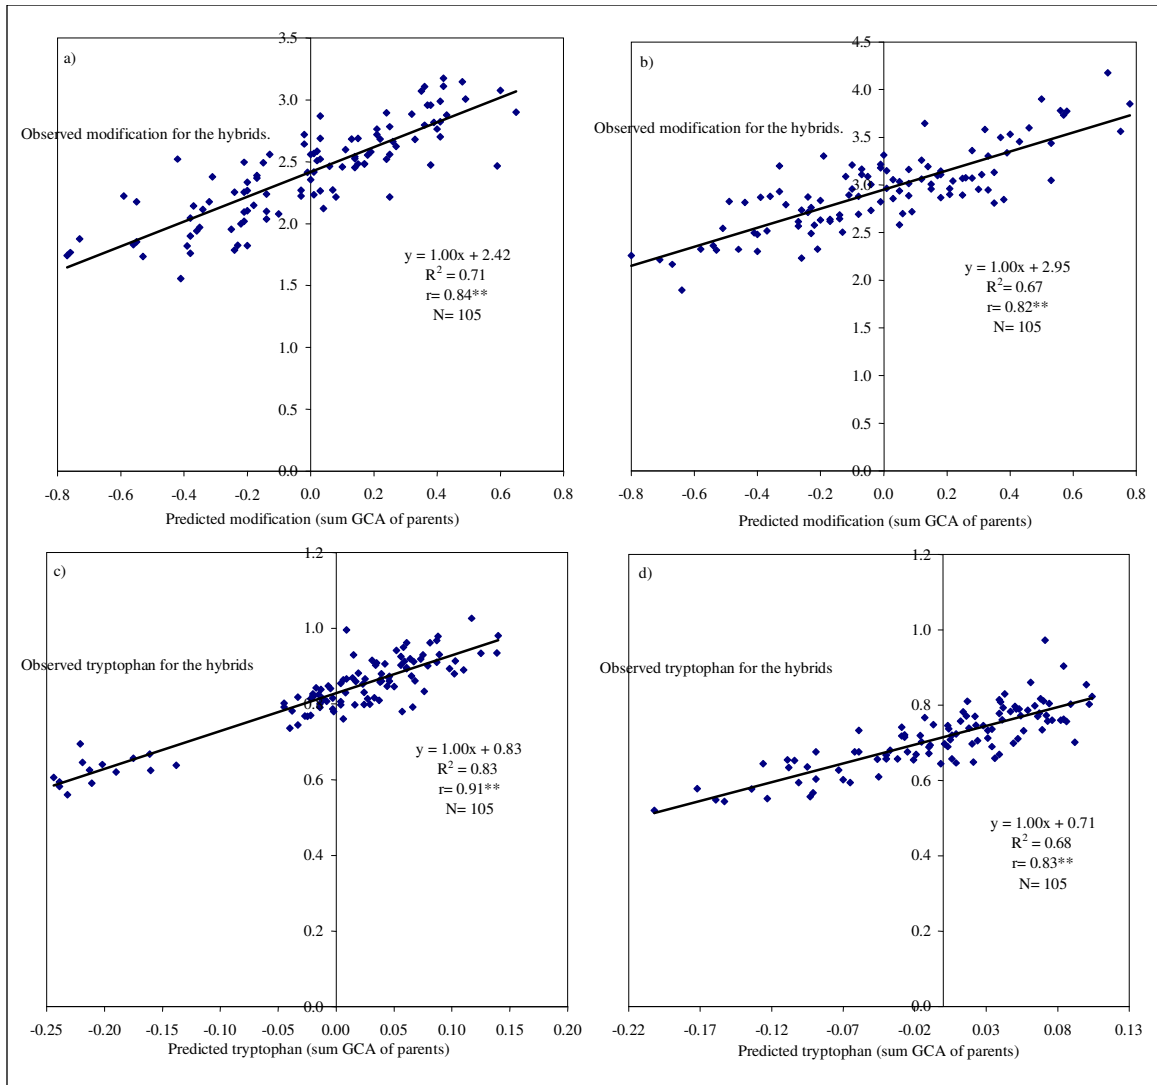 a)
3.5
3.0
Observed modification for the hybrids.
2.5
2.0
y = 1.00x + 2.42
R² = 0.71
r= 0.84**
N= 105
1.5
1.0
0.5
0.0
-0.8 -0.6 -0.4 -0.2 0.0 0.2 0.4 0.6 0.8
Predicted modification (sum GCA of parents)
b)
4.5
4.0
Observed modification for the hybrids.
3.5
3.0
2.5
y = 1.00x + 2.95
R²= 0.67
r= 0.82**
N= 105
2.0
1.5
1.0
0.5
0.0
-0.8 -0.6 -0.4 -0.2 0.0 0.2 0.4 0.6 0.8
Predicted modification (sum GCA of parents)
c)
1.2
1.0
Observed tryptophan for the hybrids
0.8
y = 1.00x + 0.83
R² = 0.83
r= 0.91**
N= 105
0.6
0.4
0.2
0.0
-0.25 -0.20 -0.15 -0.10 -0.05 0.00 0.05 0.10 0.15 0.20
Predicted tryptophan (sum GCA of parents)
d)
1.2
1.0
Observed tryptophan for the hybrids
0.8
0.6
y = 1.00x + 0.71
R² = 0.68
r= 0.83**
N= 105
0.4
0.2
0.0
-0.22 -0.17 -0.12 -0.07 -0.02 0.03 0.08 0.13
Predicted tryptophan (sum GCA of parents)